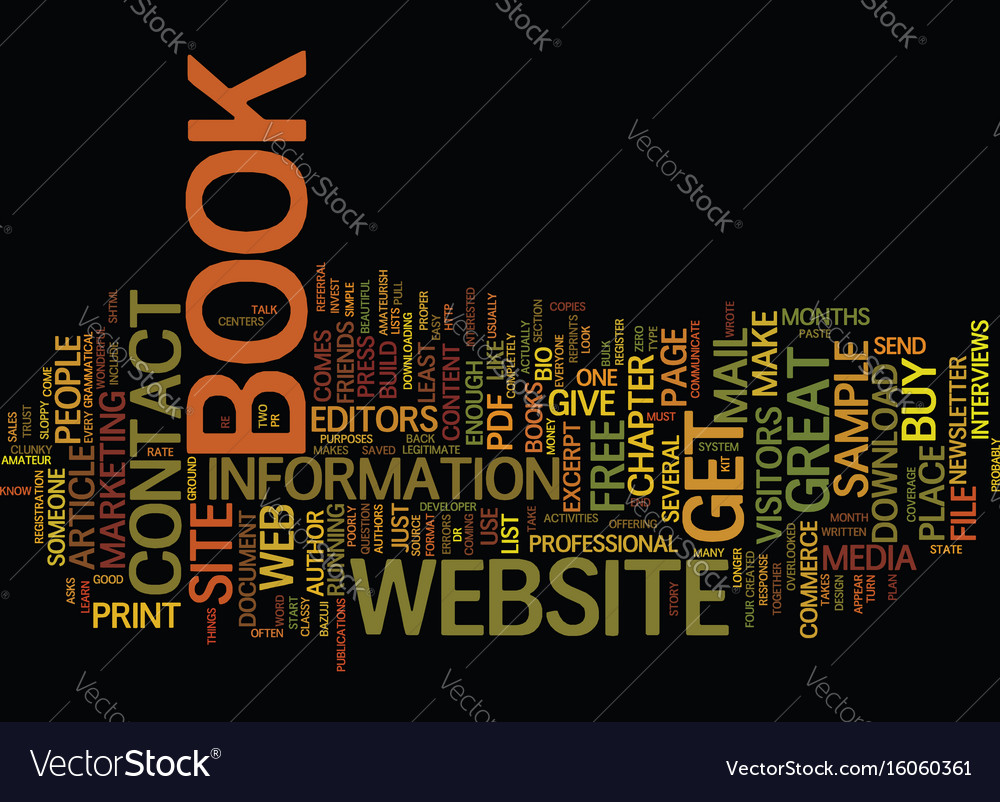 BOOK
REFERRAL
TALK
CENTERS
INVEST
SIMPLE
BEAUTIFUL
AMATEURISH
LISTS
PULL
PROPER
EASY
HTTP
INTERESTED
USUALLY
COPIES
CONTACT
SHTML
WONDERFUL
INCLUDE
EVERY
GRAMMATICAL
PEOPLE
COME
SLOPPY
TRUST
SALES
CLUNKY
AMATEUR
KNOW
REGISTRATION
SOMEONE
ARTICLE
MARKETING
RATE
GROUND
RE
TWO
PR
COMES
FRIENDS
PRESS
BUILD
DOWNLOADING
LEAST
CONTENT
ENOUGH
LIKE
PDF
COMPLETELY
ACTUALLY
SECTION
BOOKS
BIO
MONEY
EVERYONE
REPRINTS
LOOK
BULK
REGISTER
ZERO
TYPE
ONE
GIVE
EDITORS
PURPOSES
MAKES
SAVED
BACK
LEGITIMATE
INFORMATION
EXCERPT
FREE
CHAPTER
MUST
PAGE
COMMUNICATE
WROTE
MAIL
MAKE
MONTHS
PASTE
SEND
INTERVIEWS
GET
SYSTEM
KIT
SEVERAL
END
VISITORS
GREAT
SAMPLE
DOWNLOAD
BUY
PLACE
NEWSLETTER
FILE
PROBABLY
COVERAGE
STATE
SITE
WEB
DOCUMENT
AUTHOR
RUNNING
POORLY
QUESTION
AUTHORS
TAKE
JUST
SOURCE
FORMAT
DEVELOPER
ERRORS
DR
COMING
USE
LIST
ACTIVITIES
OFFERING
PROFESSIONAL
MANY
LONGER
FOUR
CREATED
RESPONSE
TOGETHER
OVERLOOKED
COMMERCE
MONTH
WRITTEN
MEDIA
TAKES
DESIGN
APPEAR
TURN
PLAN
ASKS
LEARN
GOOD
PRINT
THINGS
OFTEN
WORD
START
CLASSY
BAZUJI
PUBLICATIONS
WEBSITE
STORY
VectorStock®
VectorStock.com/16060361